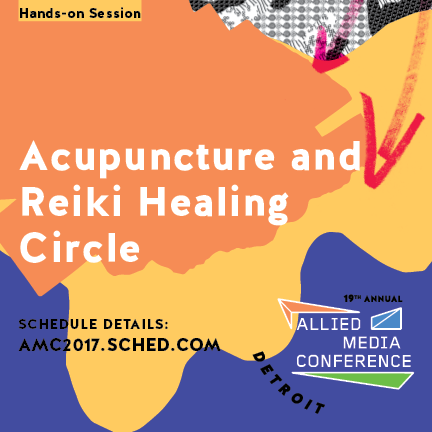 Hands-on Session
Acupuncture and
Reiki Healing
Circle
SCHEDULE DETAILS:
AMC2017.SCHED.COM
19TH ANNUAL
ALLIED
MEDIA
CONFERENCE
DETROIT